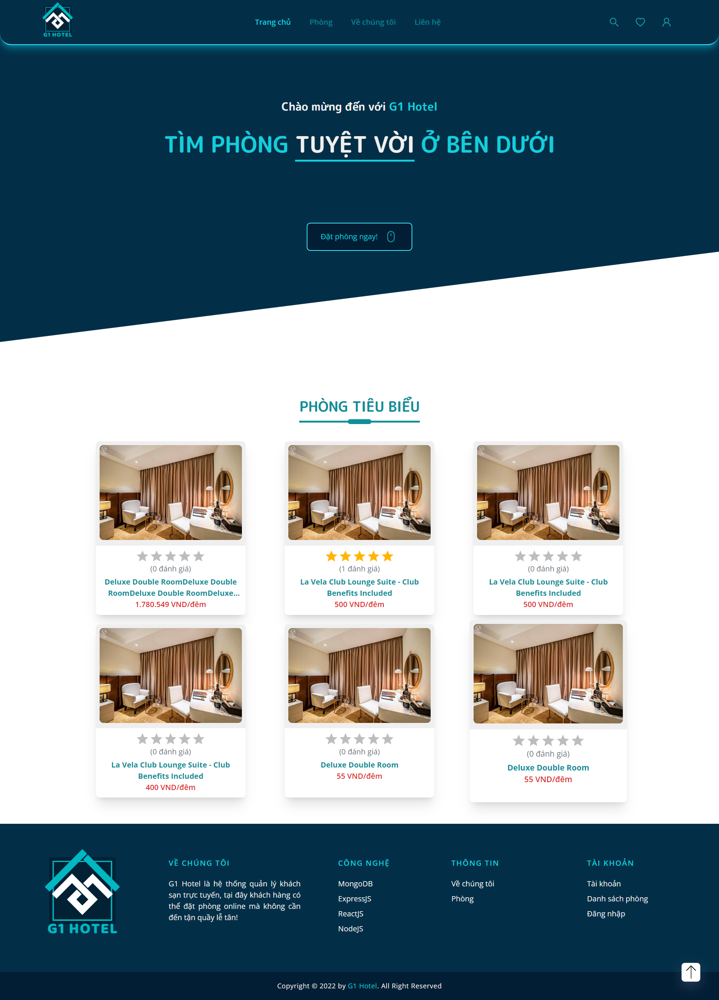 G1 HOTEL
Trang chủ
Phòng
Về chúng tôi
Liên hệ
Chào mừng đến với G1 Hotel
TÌM PHÒNG TUYỆT VỜI Ở BÊN DƯỚI
Đặt phòng ngay!
PHÒNG TIÊU BIỂU
(0 đánh giá)
Deluxe Double RoomDeluxe Double
RoomDeluxe Double RoomDeluxe...
1.780.549 VND/đêm
(1 đánh giá)
La Vela Club Lounge Suite - Club
Benefits Included
500 VND/đêm
(0 đánh giá)
La Vela Club Lounge Suite - Club
Benefits Included
500 VND/đêm
(0 đánh giá)
La Vela Club Lounge Suite - Club
Benefits Included
400 VND/đêm
(0 đánh giá)
Deluxe Double Room
55 VND/đêm
(0 đánh giá)
Deluxe Double Room
55 VND/đêm
G1 HOTEL
VỀ CHÚNG TÔI
G1 Hotel là hệ thống quản lý khách
sạn trực tuyến, tại đây khách hàng có
thể đặt phòng online mà không cần
đến tận quầy lễ tân!
CÔNG NGHỆ
MongoDB
ExpressJS
ReactJS
NodeJS
THÔNG TIN
Về chúng tôi
Phòng
TÀI KHOẢN
Tài khoản
Danh sách phòng
Đăng nhập
Copyright © 2022 by G1 Hotel. All Right Reserved